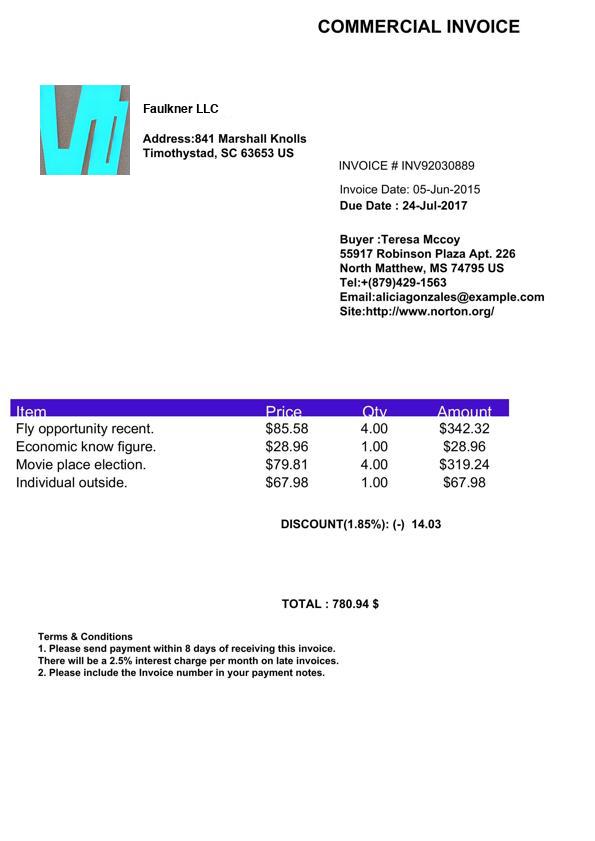 COMMERCIAL INVOICE
Faulkner LLC
Address:841 Marshall Knolls
Timothystad, SC 63653 US
INVOICE # INV92030889
Invoice Date: 05-Jun-2015
Due Date : 24-Jul-2017
Buyer :Teresa Mccoy
55917 Robinson Plaza Apt. 226
North Matthew, MS 74795 US
Tel:+(879)429-1563
Email:aliciagonzales@example.com
Site:http://www.norton.org/
Item Price Qty Amount
Fly opportunity recent. $85.58 4.00 $342.32
Economic know figure. $28.96 1.00 $28.96
Movie place election. $79.81 4.00 $319.24
Individual outside. $67.98 1.00 $67.98
DISCOUNT(1.85%): (-) 14.03
TOTAL : 780.94 $
Terms & Conditions
1. Please send payment within 8 days of receiving this invoice.
There will be a 2.5% interest charge per month on late invoices.
2. Please include the Invoice number in your payment notes.